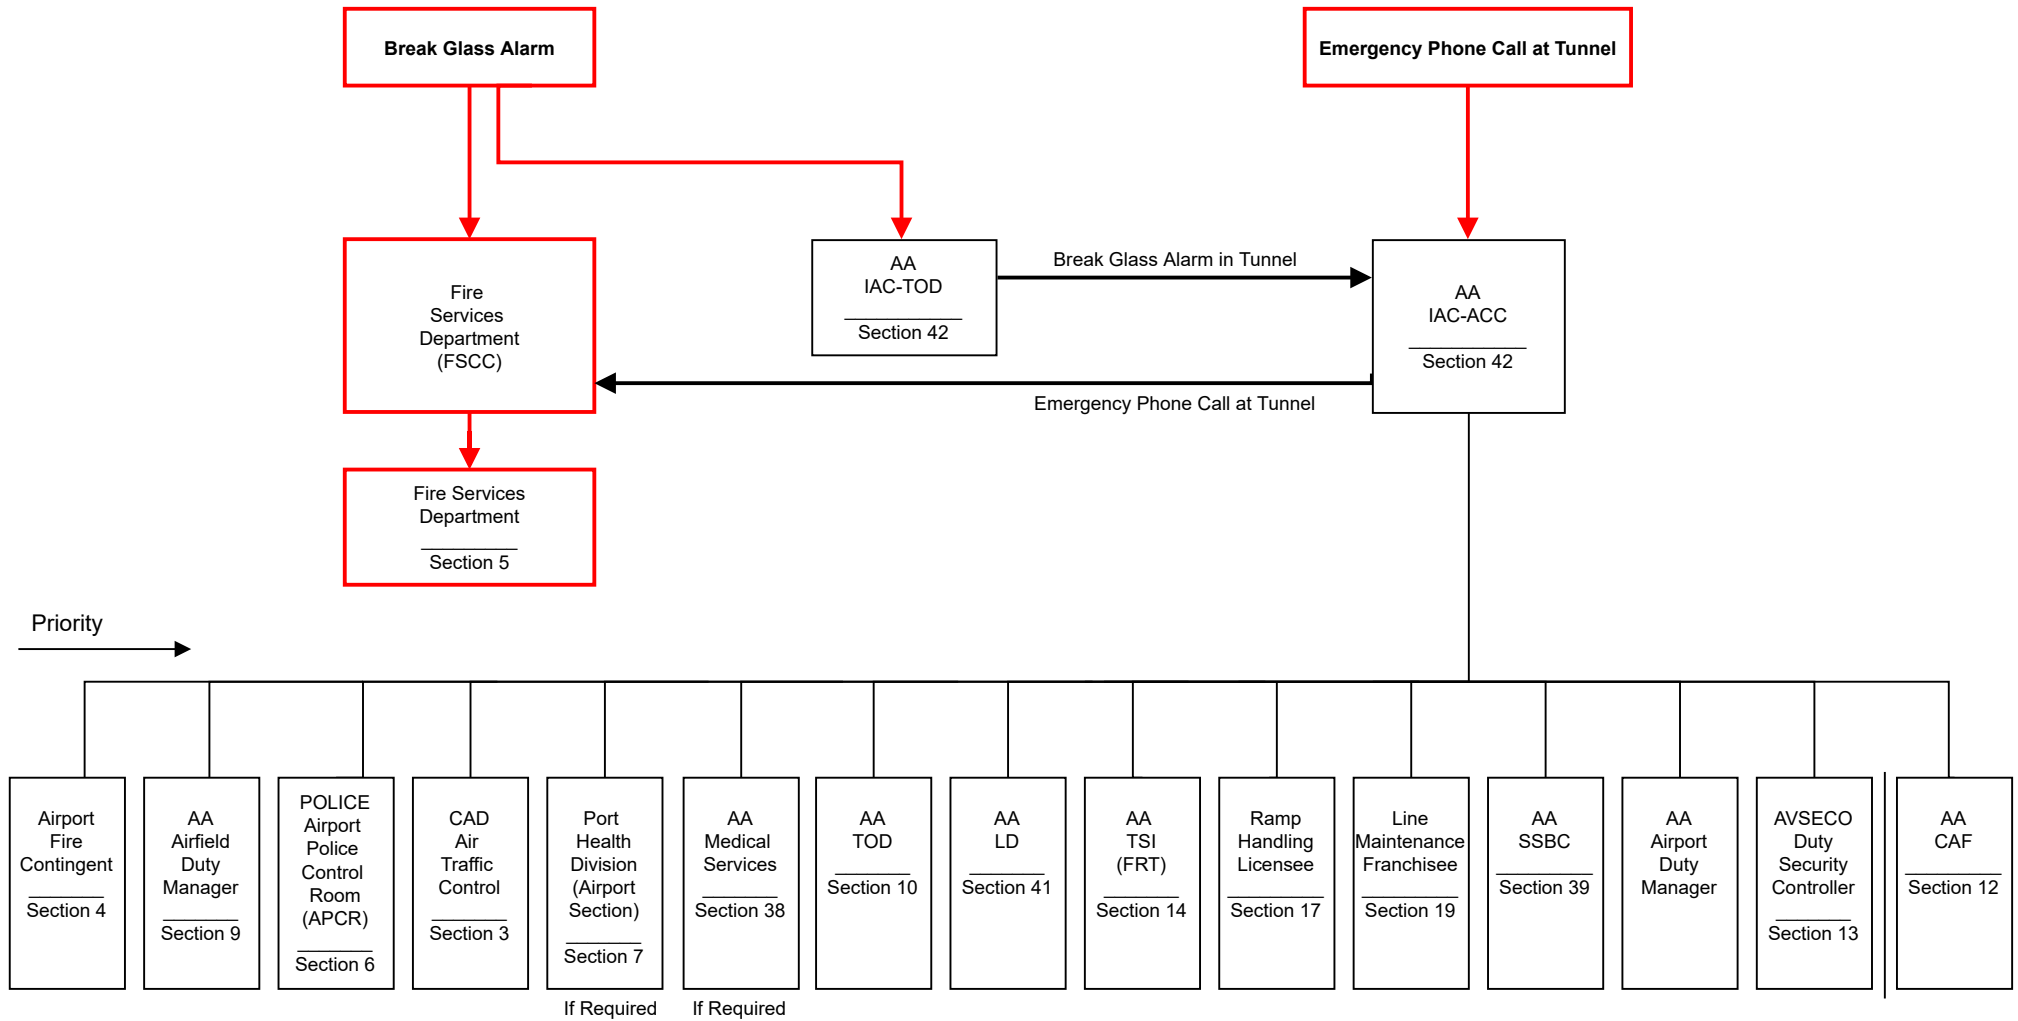 Break Glass Alarm
Emergency Phone Call at Tunnel
Fire
Services
Department
(FSCC)
AA
IAC-TOD
Section 42
Break Glass Alarm in Tunnel
AA
IAC-ACC
Section 42
Emergency Phone Call at Tunnel
Fire Services
Department
Section 5
Priority
Airport
Fire
Contingent
Section 4
AA
Airfield
Duty
Manager
Section 9
POLICE
Airport
Police
Control
Room
(APCR)
Section 6
CAD
Air
Traffic
Control
Section 3
Port
Health
Division
(Airport
Section)
Section 7
If Required
AA
Medical
Services
Section 38
If Required
AA
TOD
Section 10
AA
LD
Section 41
AA
TSI
(FRT)
Section 14
Ramp
Handling
Licensee
Section 17
Line
Maintenance
Franchisee
Section 19
AA
SSBC
Section 39
AA
Airport
Duty
Manager
AVSECO
Duty
Security
Controller
Section 13
AA
CAF
Section 12